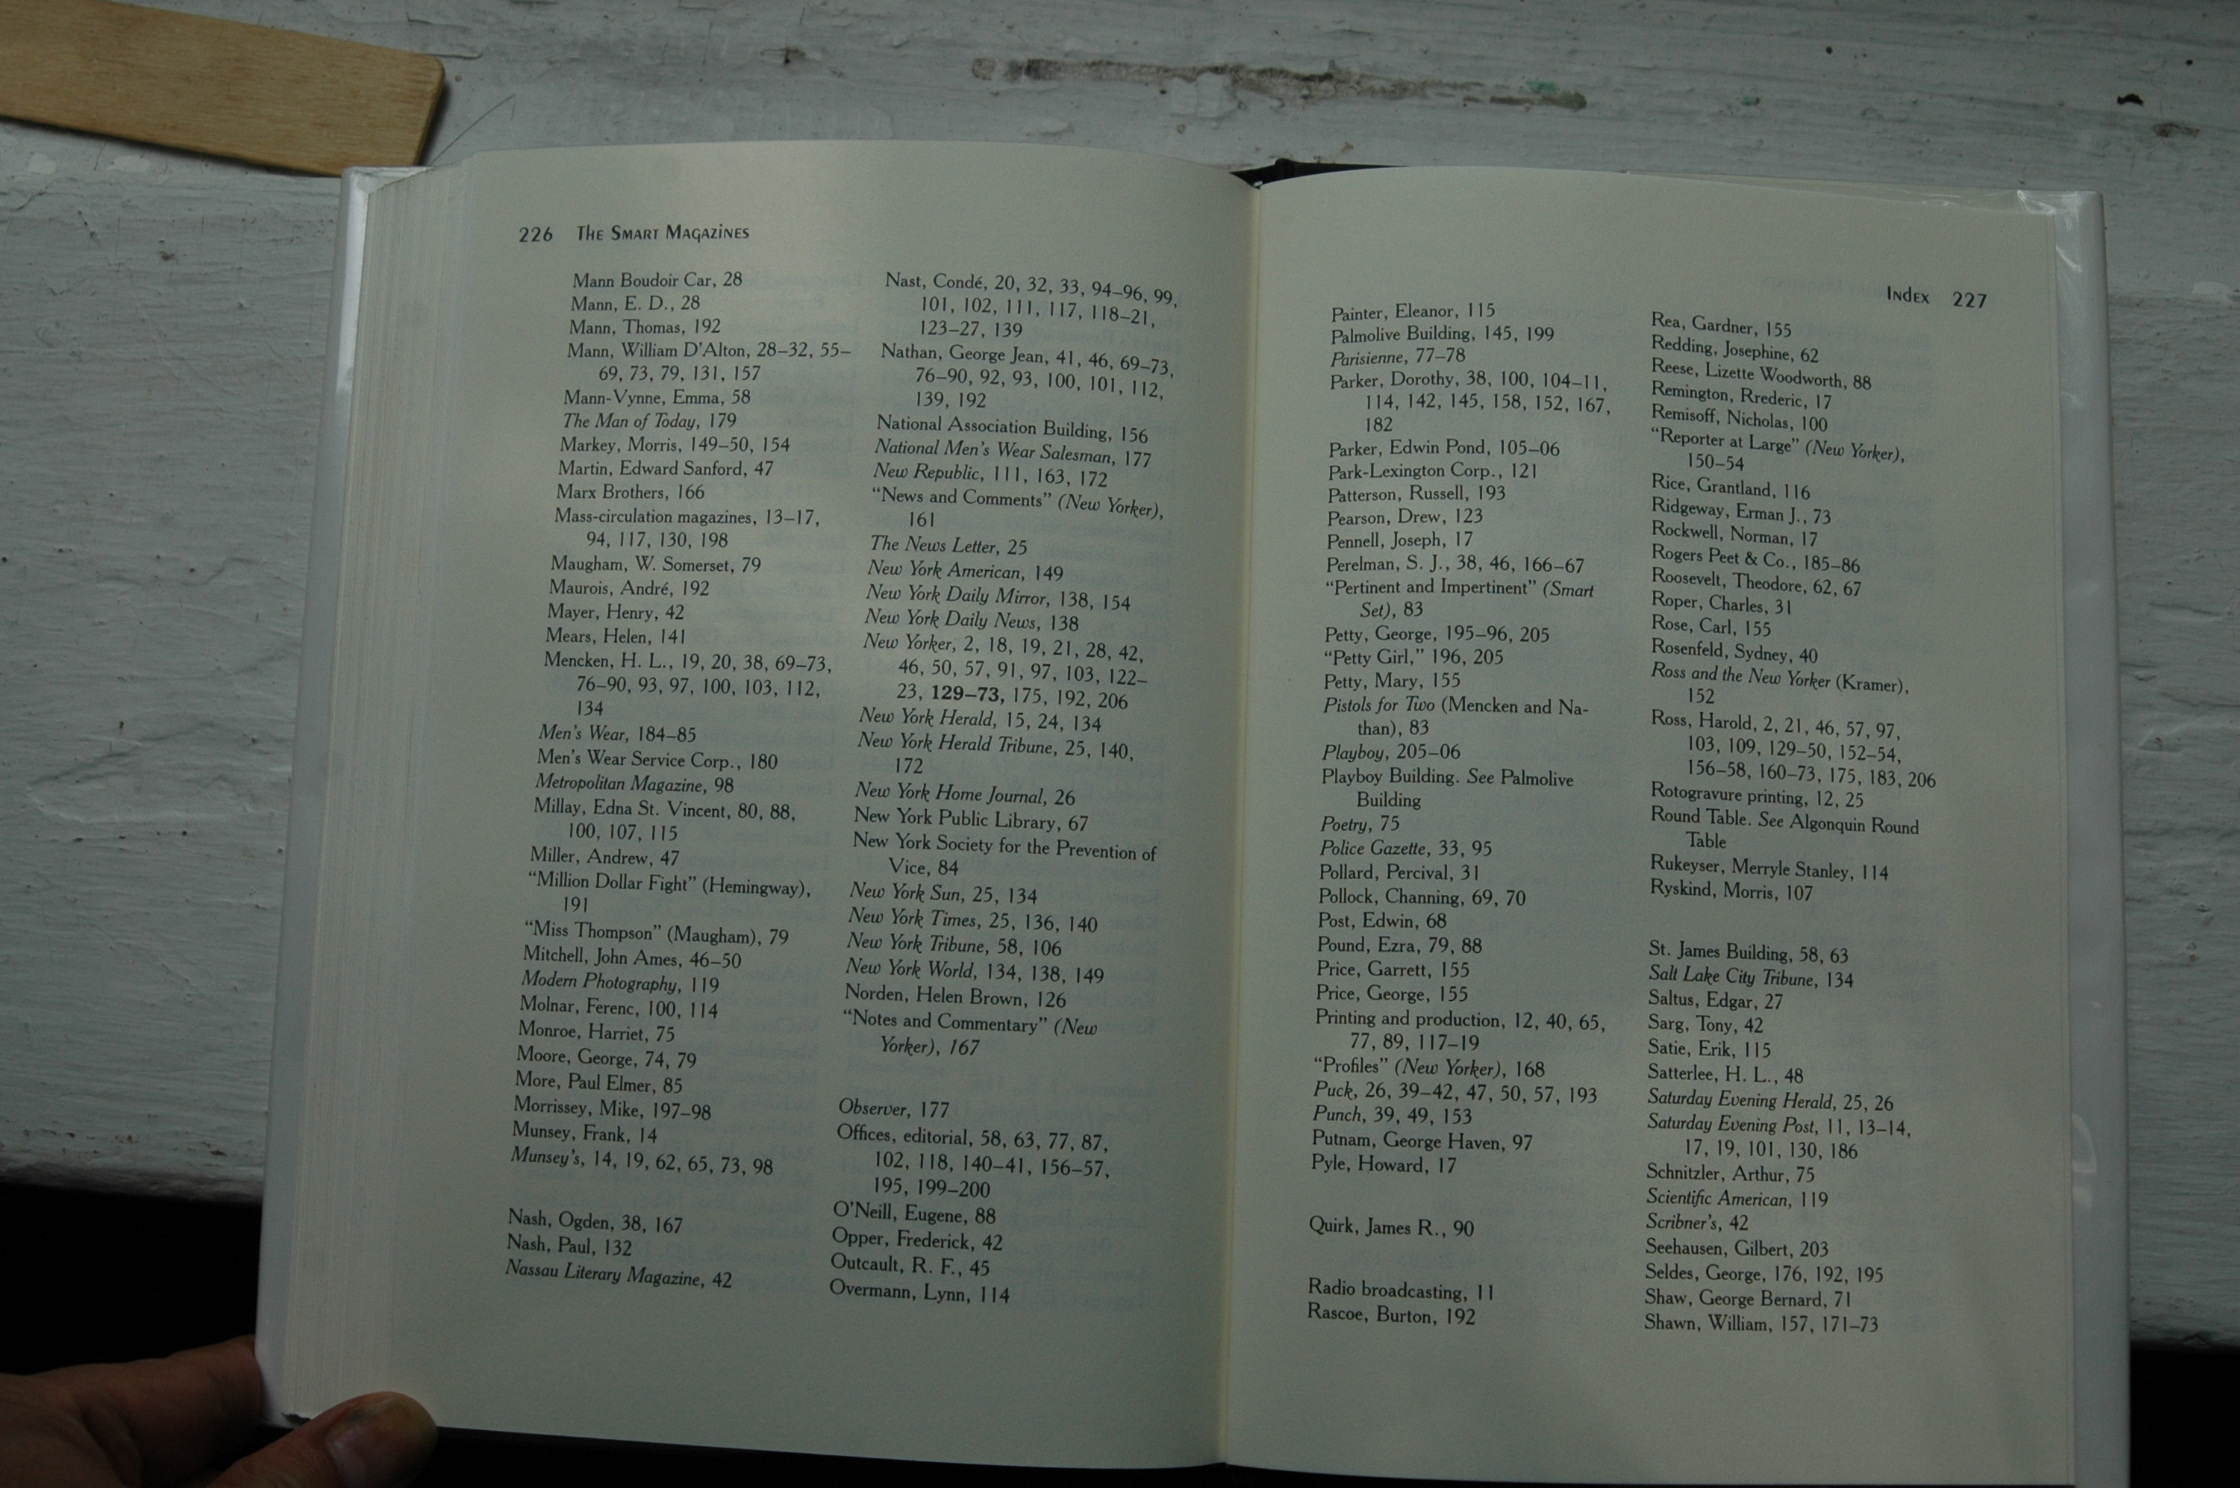 226 The Smart Magazines
Mann Boudoir Car, 28
Mann, E. D., 28
Mann, Thomas, 192
Mann, William D'Alton, 28–32, 55–
69, 73, 79, 131, 157
Mann-Vynne, Emma, 58
The Man of Today, 179
Markey, Morris, 149–50, 154
Martin, Edward Sanford, 47
Marx Brothers, 166
Mass-circulation magazines, 13–17,
94, 117, 130, 198
Maugham, W. Somerset, 79
Maurois, André, 192
Mayer, Henry, 42
Mears, Helen, 141
Mencken, H. L., 19, 20, 38, 69–73,
76–90, 93, 97, 100, 103, 112,
134
Men's Wear, 184–85
Men's Wear Service Corp., 180
Metropolitan Magazine, 98
Millay, Edna St. Vincent, 80, 88,
100, 107, 115
Miller, Andrew, 47
"Million Dollar Fight" (Hemingway),
191
"Miss Thompson" (Maugham), 79
Mitchell, John Ames, 46–50
Modern Photography, 119
Molnar, Ferenc, 100, 114
Monroe, Harriet, 75
Moore, George, 74, 79
More, Paul Elmer, 85
Morrissey, Mike, 197–98
Munsey, Frank, 14
Munsey's, 14, 19, 62, 65, 73, 98
Nash, Ogden, 38, 167
Nash, Paul, 132
Nassau Literary Magazine, 42
Nast, Condé, 20, 32, 33, 94–96, 99,
101, 102, 111, 117, 118–21,
123–27, 139
Nathan, George Jean, 41, 46, 69–73,
76–90, 92, 93, 100, 101, 112,
139, 192
National Association Building, 156
National Men's Wear Salesman, 177
New Republic, 111, 163, 172
"News and Comments" (New Yorker),
161
The News Letter, 25
New York American, 149
New York Daily Mirror, 138, 154
New York Daily News, 138
New Yorker, 2, 18, 19, 21, 28, 42,
46, 50, 57, 91, 97, 103, 122–
23, 129–73, 175, 192, 206
New York Herald, 15, 24, 134
New York Herald Tribune, 25, 140,
172
New York Home Journal, 26
New York Public Library, 67
New York Society for the Prevention of
Vice, 84
New York Sun, 25, 134
New York Times, 25, 136, 140
New York Tribune, 58, 106
New York World, 134, 138, 149
Norden, Helen Brown, 126
"Notes and Commentary" (New
Yorker), 167
Observer, 177
Offices, editorial, 58, 63, 77, 87,
102, 118, 140–41, 156–57,
195, 199–200
O'Neill, Eugene, 88
Opper, Frederick, 42
Outcault, R. F., 45
Overmann, Lynn, 114
Index 227
Painter, Eleanor, 115
Palmolive Building, 145, 199
Parisienne, 77–78
Parker, Dorothy, 38, 100, 104–11,
114, 142, 145, 158, 152, 167,
182
Parker, Edwin Pond, 105–06
Park-Lexington Corp., 121
Patterson, Russell, 193
Pearson, Drew, 123
Pennell, Joseph, 17
Perelman, S. J., 38, 46, 166–67
"Pertinent and Impertinent" (Smart
Set), 83
Petty, George, 195–96, 205
"Petty Girl," 196, 205
Petty, Mary, 155
Pistols for Two (Mencken and Na-
than), 83
Playboy, 205–06
Playboy Building. See Palmolive
Building
Poetry, 75
Police Gazette, 33, 95
Pollard, Percival, 31
Pollock, Channing, 69, 70
Post, Edwin, 68
Pound, Ezra, 79, 88
Price, Garrett, 155
Price, George, 155
Printing and production, 12, 40, 65,
77, 89, 117–19
"Profiles" (New Yorker), 168
Puck, 26, 39–42, 47, 50, 57, 193
Punch, 39, 49, 153
Putnam, George Haven, 97
Pyle, Howard, 17
Quirk, James R., 90
Radio broadcasting, 11
Rascoe, Burton, 192
Rea, Gardner, 155
Redding, Josephine, 62
Reese, Lizette Woodworth, 88
Remington, Rrederic, 17
Remisoff, Nicholas, 100
"Reporter at Large" (New Yorker),
150–54
Rice, Grantland, 116
Ridgeway, Erman J., 73
Rockwell, Norman, 17
Rogers Peet & Co., 185–86
Roosevelt, Theodore, 62, 67
Roper, Charles, 31
Rose, Carl, 155
Rosenfeld, Sydney, 40
Ross and the New Yorker (Kramer),
152
Ross, Harold, 2, 21, 46, 57, 97,
103, 109, 129–50, 152–54,
156–58, 160–73, 175, 183, 206
Rotogravure printing, 12, 25
Round Table. See Algonquin Round
Table
Rukeyser, Merryle Stanley, 114
Ryskind, Morris, 107
St. James Building, 58, 63
Salt Lake City Tribune, 134
Saltus, Edgar, 27
Sarg, Tony, 42
Satie, Erik, 115
Satterlee, H. L., 48
Saturday Evening Herald, 25, 26
Saturday Evening Post, 11, 13–14,
17, 19, 101, 130, 186
Schnitzler, Arthur, 75
Scientific American, 119
Scribner's, 42
Seehausen, Gilbert, 203
Seldes, George, 176, 192, 195
Shaw, George Bernard, 71
Shawn, William, 157, 171–73